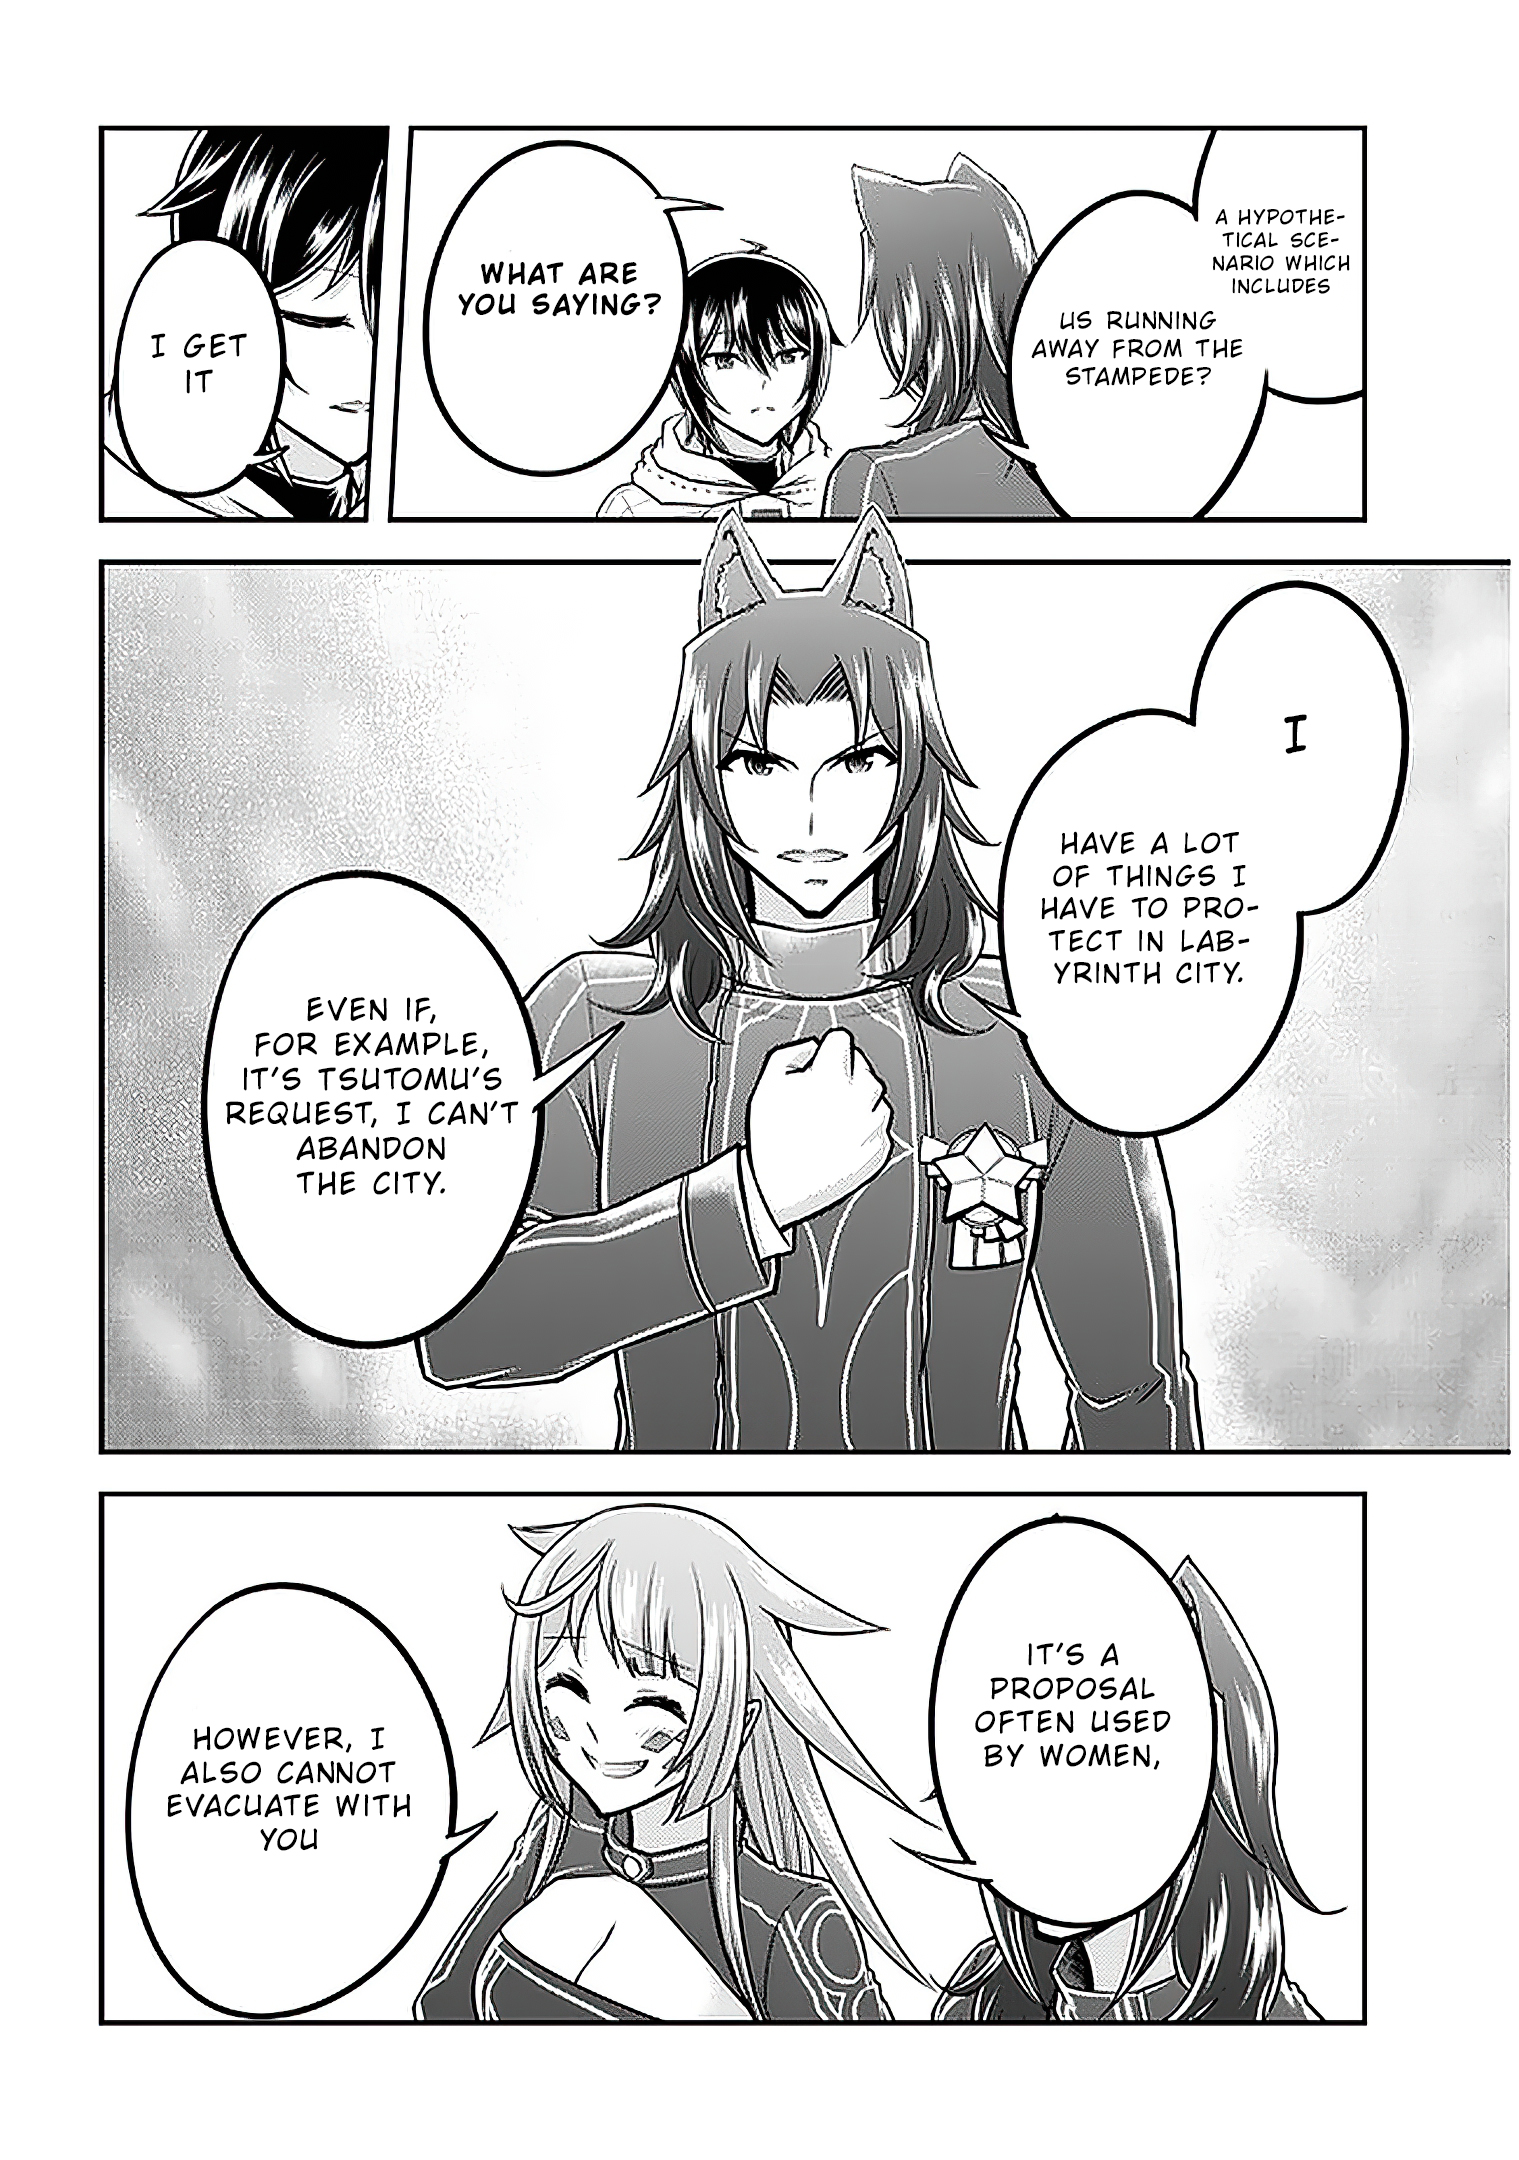 A HYPOTHE-
TICAL SCE-
NARIO WHICH
INCLUDES
US RUNNING
AWAY FROM THE
STAMPEDE?
WHAT ARE
YOU SAYING?
I GET
IT
I
HAVE A LOT
OF THINGS I
HAVE TO PRO-
TECT IN LAB-
YRINTH CITY.
EVEN IF,
FOR EXAMPLE,
IT'S TSUTOMU'S
REQUEST, I CAN'T
ABANDON
THE CITY.
IT'S A
PROPOSAL
OFTEN USED
BY WOMEN,
HOWEVER, I
ALSO CANNOT
EVACUATE WITH
YOU